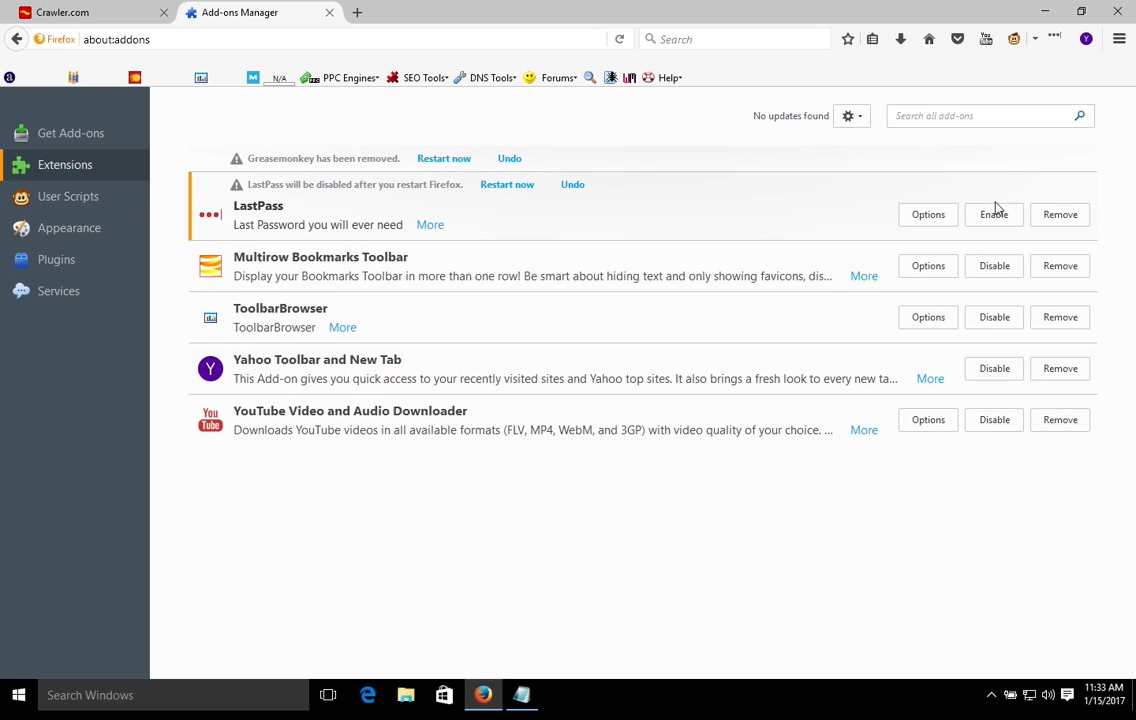 Crawler.com
Add-ons Manager
Firefox about:addons
Search
You Tube
Y
a
M N/A PPC Engines SEO Tools DNS Tools Forums Help
No updates found
Search all add-ons
Get Add-ons
Extensions
User Scripts
Appearance
Plugins
Services
Greasemonkey has been removed. Restart now Undo
LastPass will be disabled after you restart Firefox. Restart now Undo
LastPass
Last Password you will ever need More
Options Enable Remove
Multirow Bookmarks Toolbar
Display your Bookmarks Toolbar in more than one row! Be smart about hiding text and only showing favicons, dis... More
Options Disable Remove
ToolbarBrowser
ToolbarBrowser More
Options Disable Remove
Y
Yahoo Toolbar and New Tab
This Add-on gives you quick access to your recently visited sites and Yahoo top sites. It also brings a fresh look to every new ta... More
Disable Remove
You Tube
YouTube Video and Audio Downloader
Downloads YouTube videos in all available formats (FLV, MP4, WebM, and 3GP) with video quality of your choice. ... More
Options Disable Remove
Search Windows
11:33 AM
1/15/2017